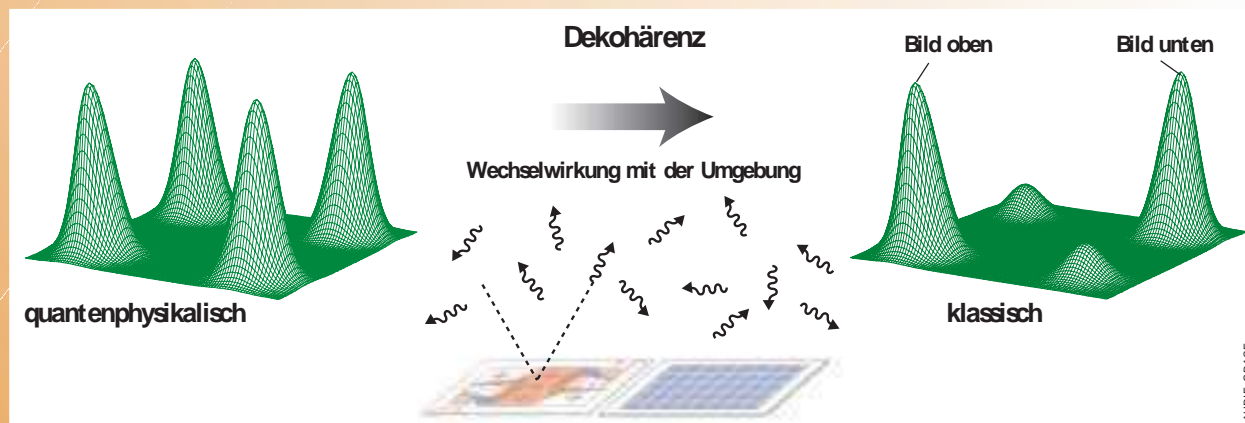 Dekohärenz
Bild oben
Bild unten
Wechselwirkung mit der Umgebung
quantenphysikalisch
klassisch